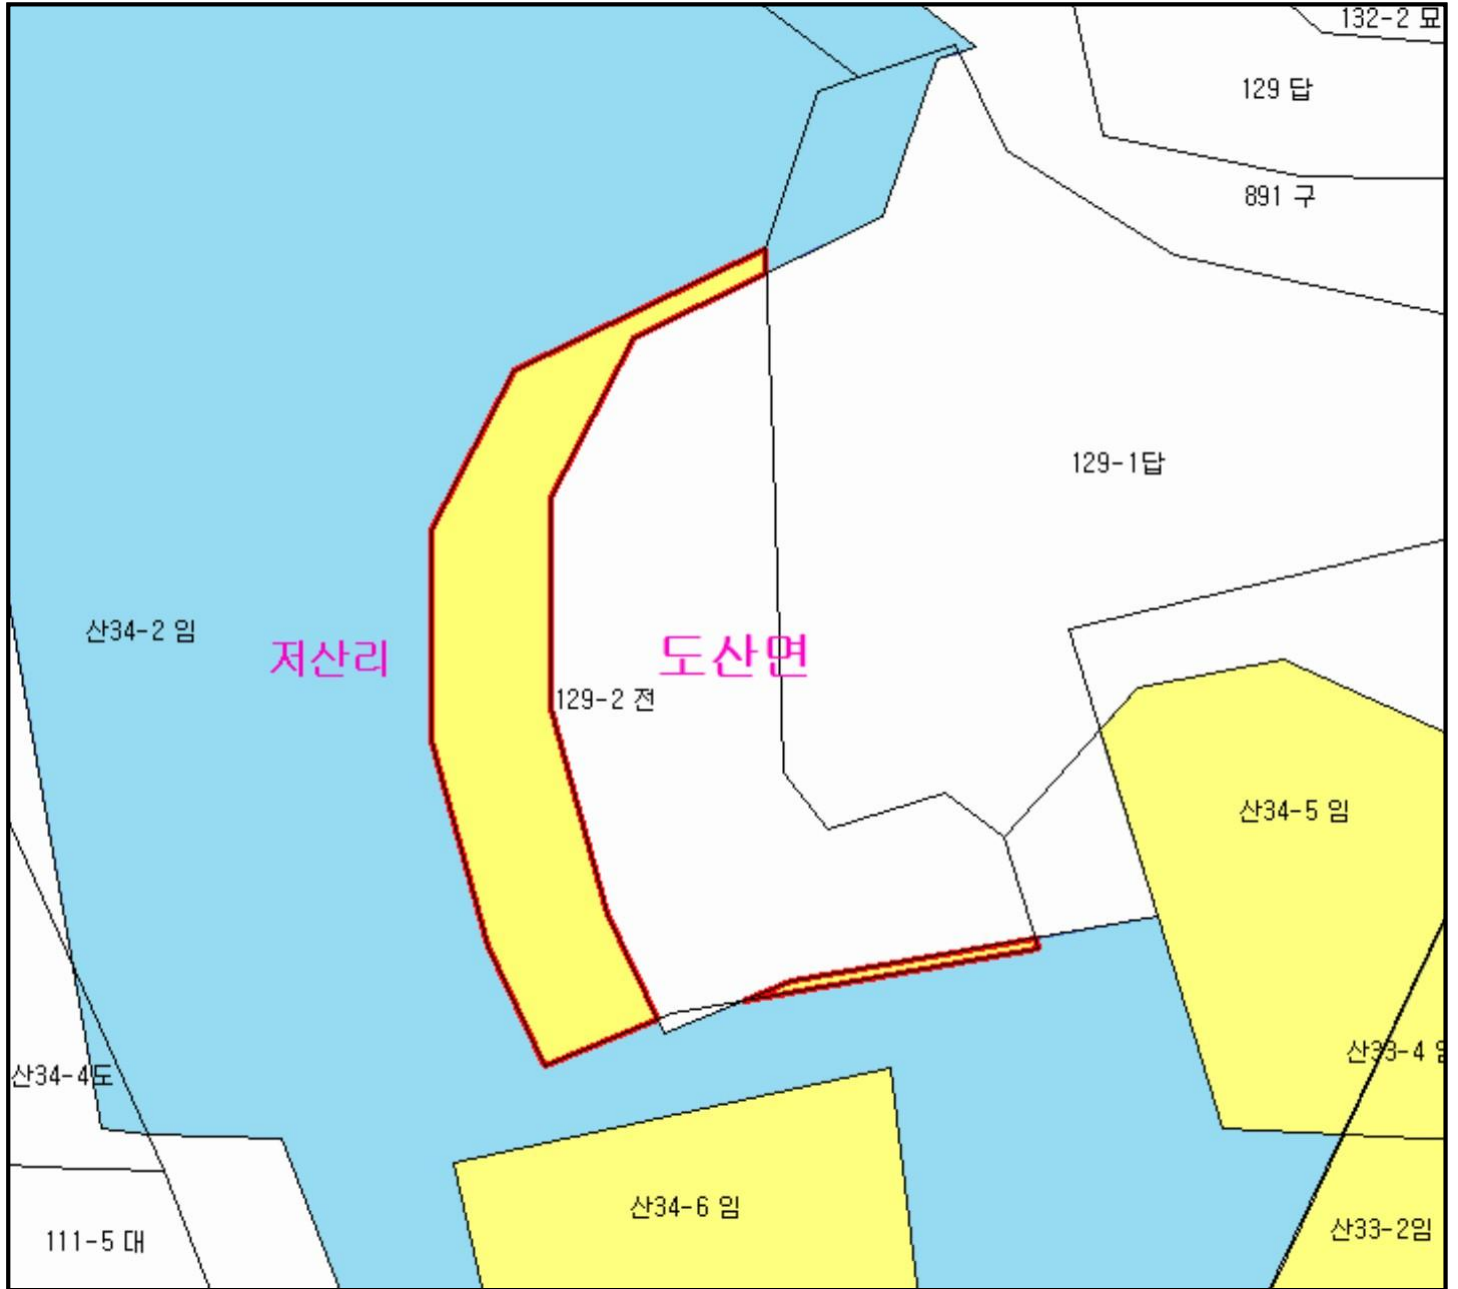 132-2 묘
129 답
891 구
129-1답
산34-2 임
저산리
도산면
129-2 전
산34-5 임
산33-4 임
산34-4도
산34-6 임
산33-2임
111-5 대